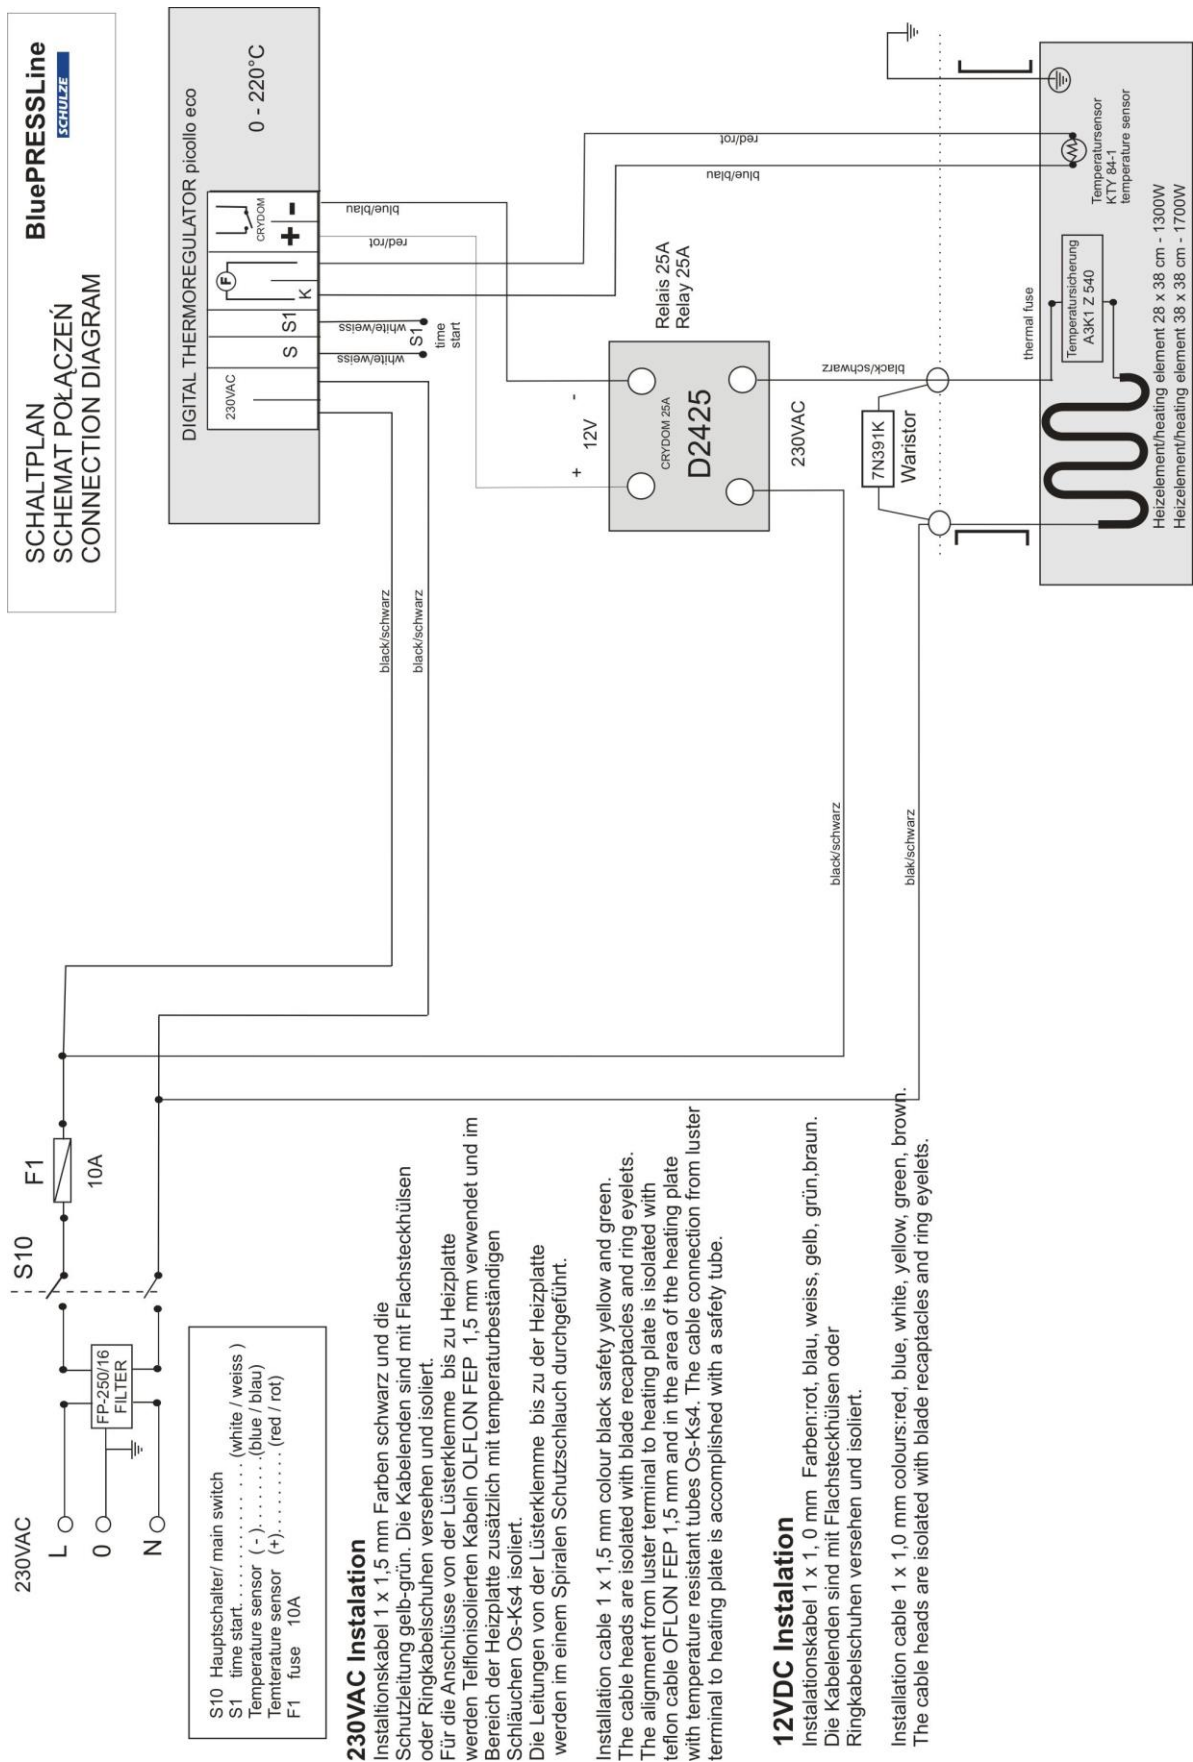 SCHALTPLAN
SCHEMAT POŁĄCZEŃ
CONNECTION DIAGRAM
BluePRESSLine
SCHULZE
230VAC
L
0
N
FP-250/16
FILTER
S10
F1
10A
DIGITAL THERMOREGULATOR picollo eco
0 - 220°C
230VAC
S
S1
K
F
CRYDOM
+
-
black/schwarz
black/schwarz
white/weiss
white/weiss
S1
time
start
red/rot
blue/blau
12V
+
-
CRYDOM 25A
D2425
230VAC
Relais 25A
Relay 25A
blue/blau
red/rot
black/schwarz
black/schwarz
blak/schwarz
7N391K
Waristor
thermal fuse
Temperatursicherung
A3K1 Z 540
Temperatursensor
KTY 84-1
temperature sensor
Heizelement/heating element 28 x 38 cm - 1300W
Heizelement/heating element 38 x 38 cm - 1700W
S10 Hauptschalter/ main switch
S1 time start. . . . . . . . . . . . (white / weiss )
Temperature sensor ( - ). . . . . . .(blue / blau)
Temterature sensor (+). . . . . . . . (red / rot)
F1 fuse 10A
230VAC Instalation
Instaltionskabel 1 x 1,5 mm Farben schwarz und die
Schutzleitung gelb-grün. Die Kabelenden sind mit Flachsteckhülsen
oder Ringkabelschuhen versehen und isoliert.
Für die Anschlüsse von der Lüsterklemme bis zu Heizplatte
werden Telflonisolierten Kabeln OLFLON FEP 1,5 mm verwendet und im
Bereich der Heizplatte zusätzlich mit temperaturbeständigen
Schläuchen Os-Ks4 isoliert.
Die Leitungen von der Lüsterklemme bis zu der Heizplatte
werden im einem Spiralen Schutzschlauch durchgeführt.
Installation cable 1 x 1,5 mm colour black safety yellow and green.
The cable heads are isolated with blade recaptacles and ring eyelets.
The alignment from luster terminal to heating plate is isolated with
teflon cable OFLON FEP 1,5 mm and in the area of the heating plate
with temperature resistant tubes Os-Ks4. The cable connection from luster
terminal to heating plate is accomplished with a safety tube.
12VDC Instalation
Instalationskabel 1 x 1, 0 mm Farben:rot, blau, weiss, gelb, grün,braun.
Die Kabelenden sind mit Flachsteckhülsen oder
Ringkabelschuhen versehen und isoliert.
Installation cable 1 x 1,0 mm colours:red, blue, white, yellow, green, brown.
The cable heads are isolated with blade recaptacles and ring eyelets.